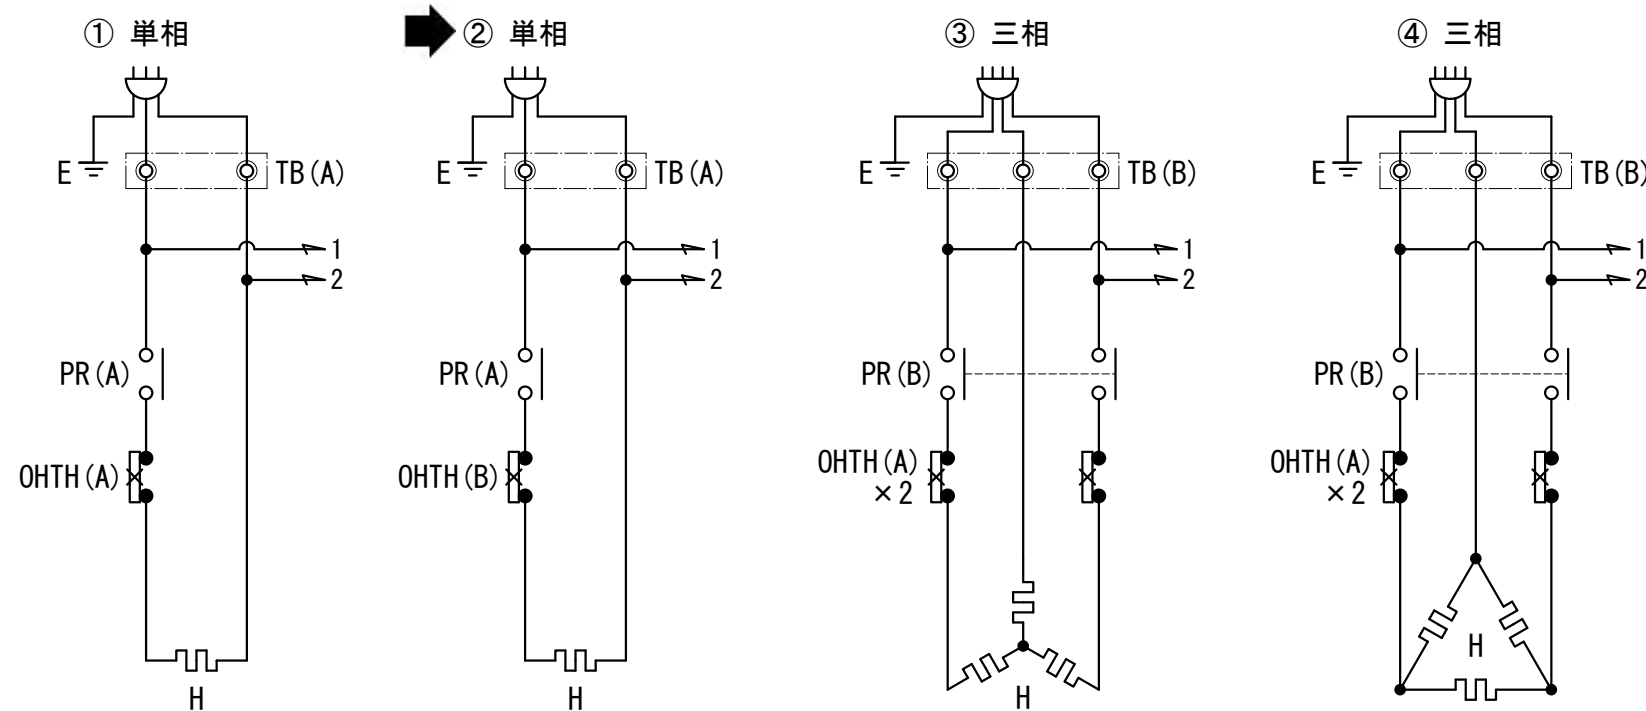 ① 単相
② 単相
③ 三相
④ 三相
E
TB(A)
E
TB(A)
E
TB(B)
E
TB(B)
1
1
1
1
2
2
2
2
PR(A)
PR(A)
PR(B)
PR(B)
OHTH(A)
OHTH(B)
OHTH(A)
×2
OHTH(A)
×2
H
H
H
H